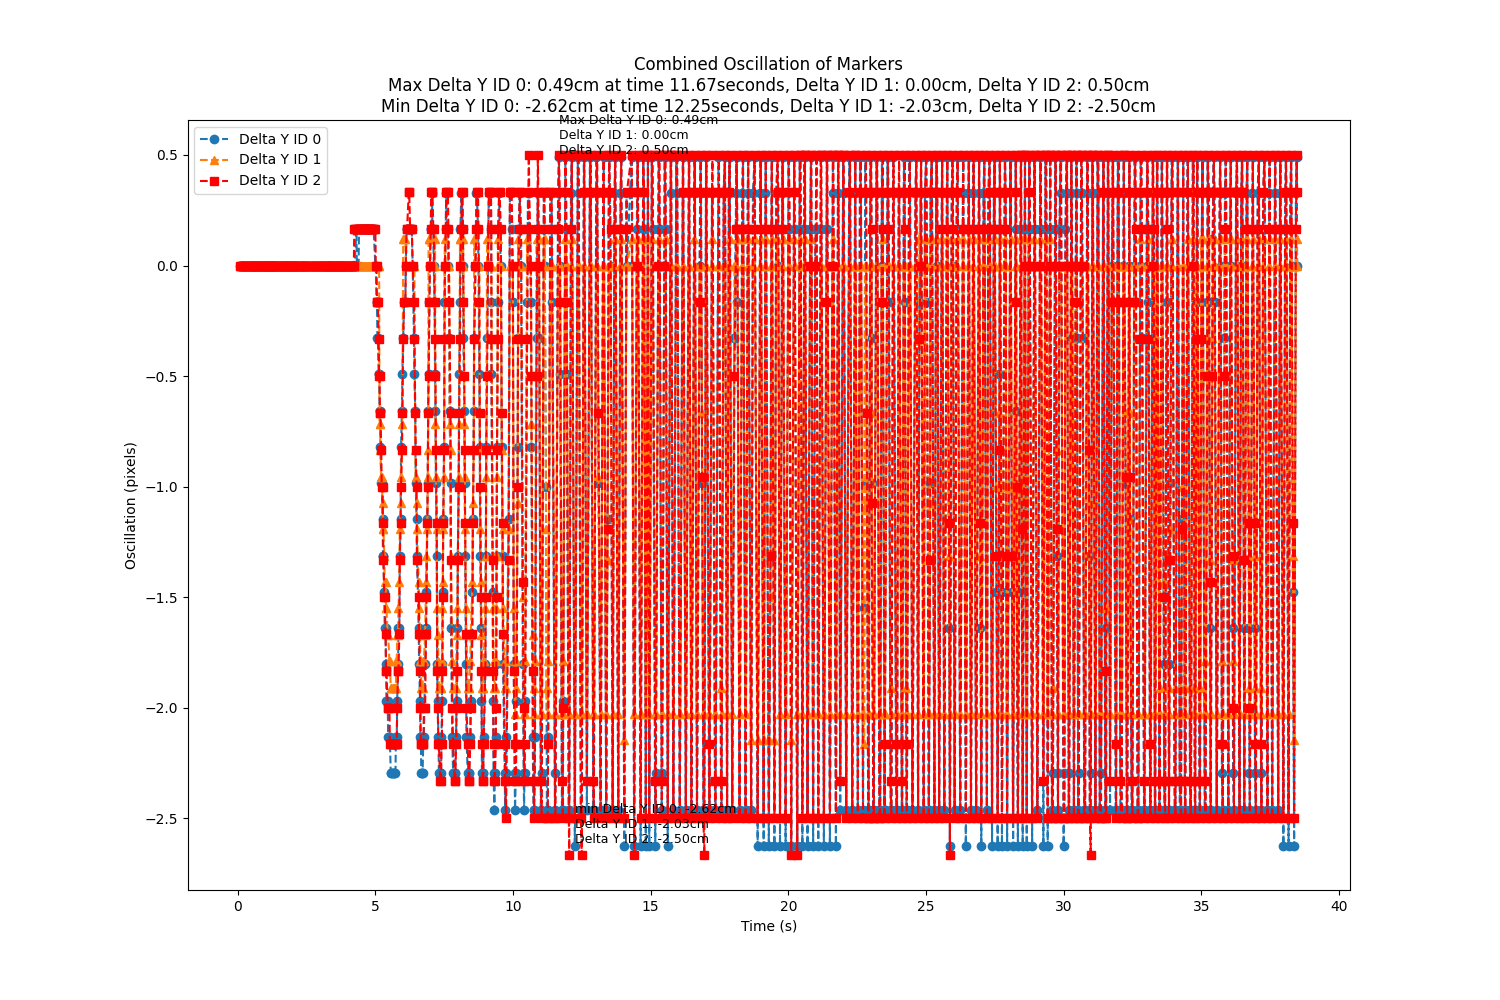 Combined Oscillation of Markers
Max Delta Y ID 0: 0.49cm at time 11.67seconds, Delta Y ID 1: 0.00cm, Delta Y ID 2: 0.50cm
Min Delta Y ID 0: -2.62cm at time 12.25seconds, Delta Y ID 1: -2.03cm, Delta Y ID 2: -2.50cm
Max Delta Y ID 0: 0.49cm
Delta Y ID 1: 0.00cm
Delta Y ID 2: 0.50cm
Delta Y ID 0
Delta Y ID 1
Delta Y ID 2
0.5
0.0
−0.5
−1.0
−1.5
−2.0
−2.5
Oscillation (pixels)
min Delta Y ID 0: -2.62cm
Delta Y ID 1: -2.03cm
Delta Y ID 2: -2.50cm
0 5 10 15 20 25 30 35 40
Time (s)